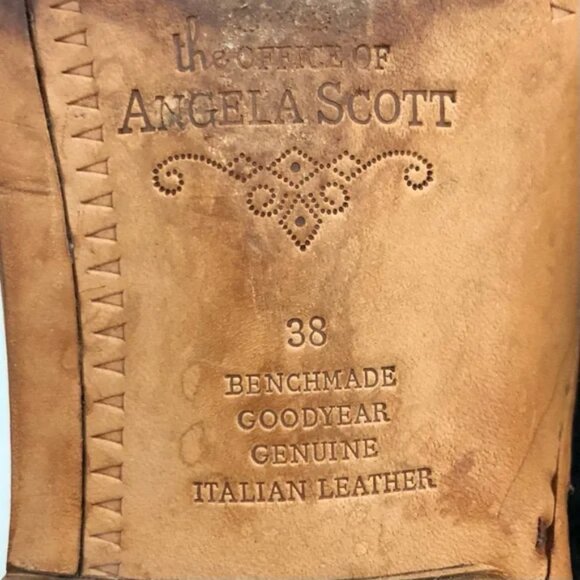 the OFFICE OF
ANGELA SCOTT
38
BENCHMADE
GOODYEAR
GENUINE
ITALIAN LEATHER